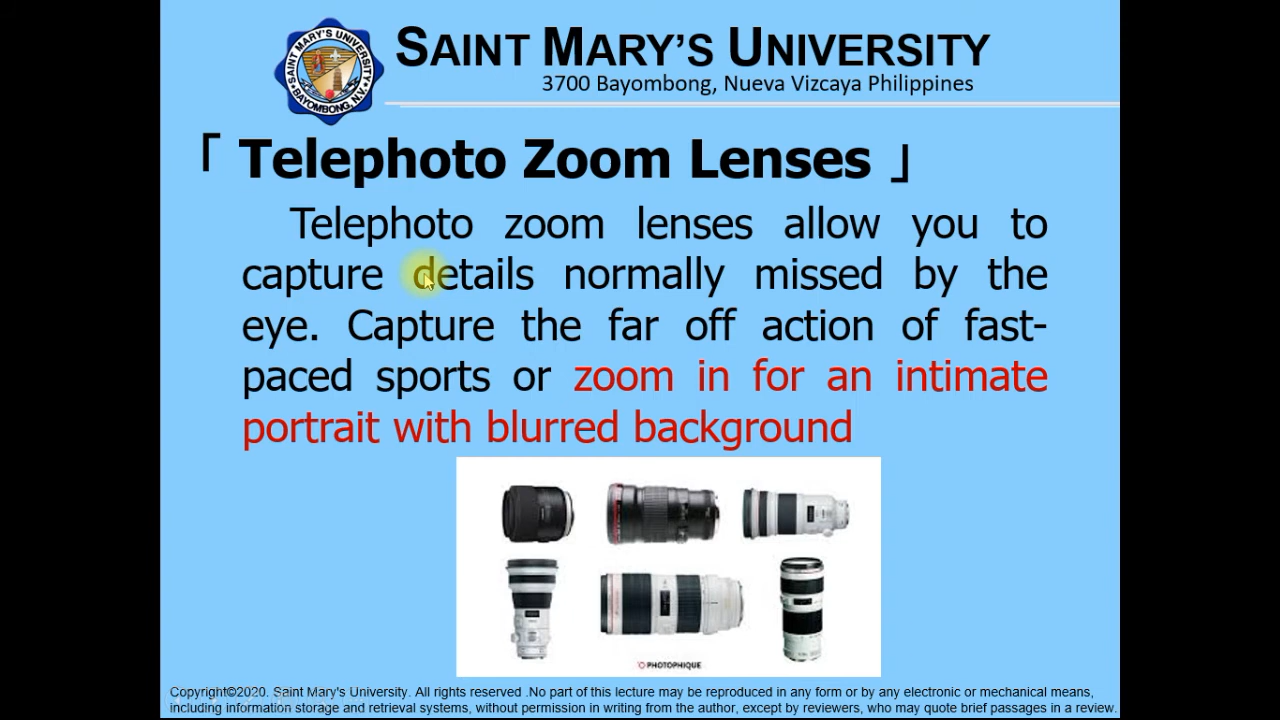 SAINT MARY'S UNIVERSITY
3700 Bayombong, Nueva Vizcaya Philippines
SAINT MARY'S UNIVERSITY
BAYOMBONG, N.V.
「 Telephoto Zoom Lenses 」
Telephoto zoom lenses allow you to
capture details normally missed by the
eye. Capture the far off action of fast-
paced sports or zoom in for an intimate
portrait with blurred background
PHOTOPHIQUE
Copyright©2020. Saint Mary's University. All rights reserved .No part of this lecture may be reproduced in any form or by any electronic or mechanical means,
including information storage and retrieval systems, without permission in writing from the author, except by reviewers, who may quote brief passages in a review.